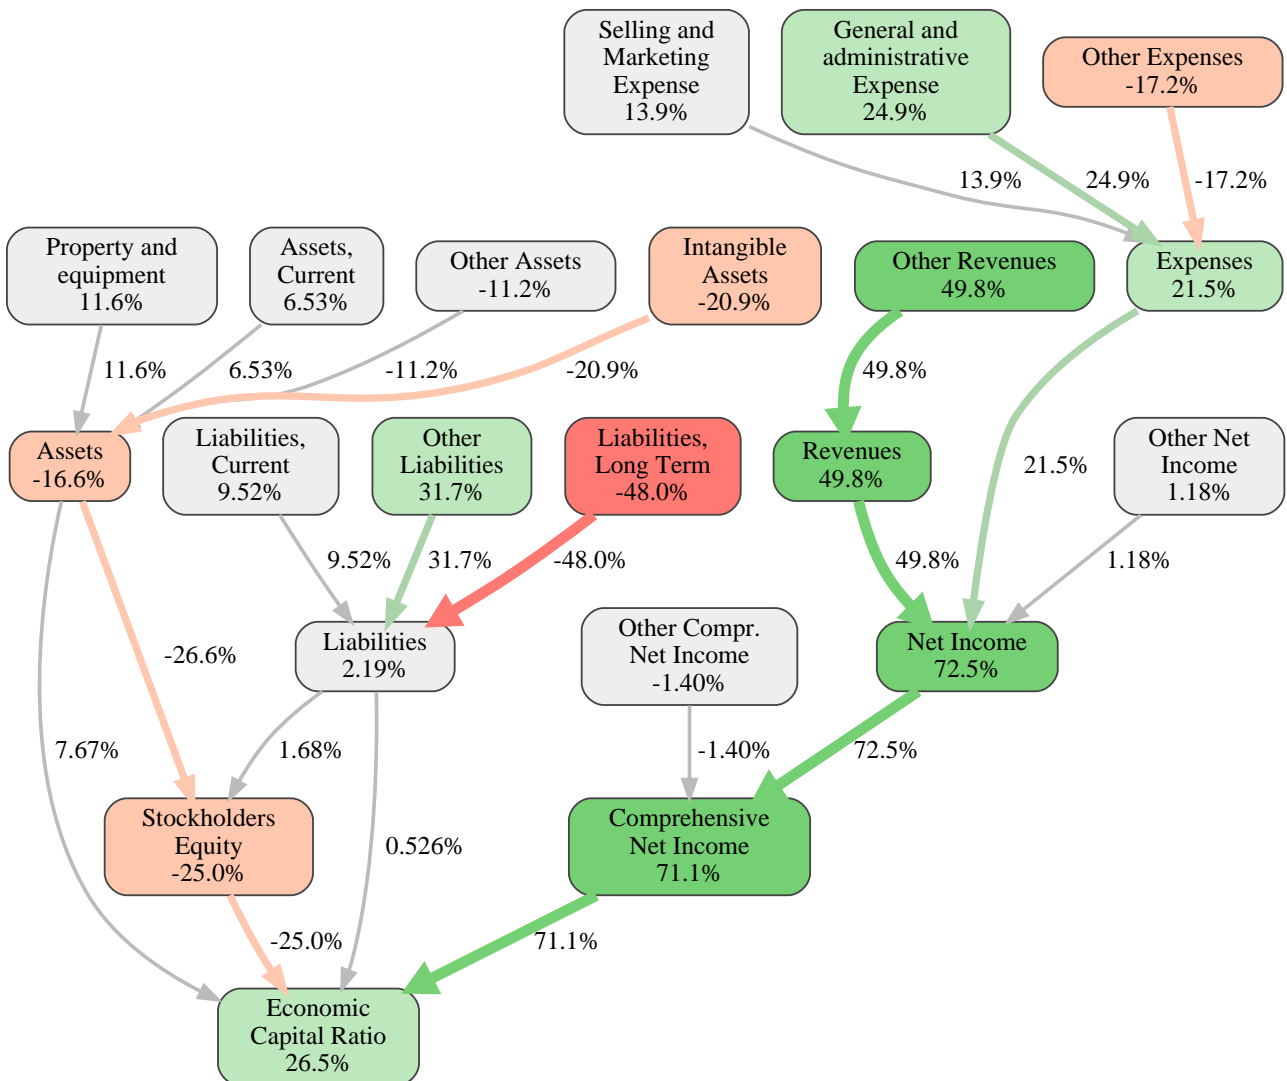 Selling and
Marketing
Expense
13.9%
General and
administrative
Expense
24.9%
Other Expenses
-17.2%
13.9%
24.9%
-17.2%
Property and
equipment
11.6%
Assets,
Current
6.53%
Other Assets
-11.2%
Intangible
Assets
-20.9%
Other Revenues
49.8%
Expenses
21.5%
11.6%
6.53%
-11.2%
-20.9%
49.8%
Assets
-16.6%
Liabilities,
Current
9.52%
Other
Liabilities
31.7%
Liabilities,
Long Term
-48.0%
Revenues
49.8%
21.5%
Other Net
Income
1.18%
9.52%
31.7%
-48.0%
49.8%
1.18%
-26.6%
Liabilities
2.19%
Other Compr.
Net Income
-1.40%
Net Income
72.5%
7.67%
1.68%
-1.40%
72.5%
Stockholders
Equity
-25.0%
0.526%
Comprehensive
Net Income
71.1%
-25.0%
71.1%
Economic
Capital Ratio
26.5%